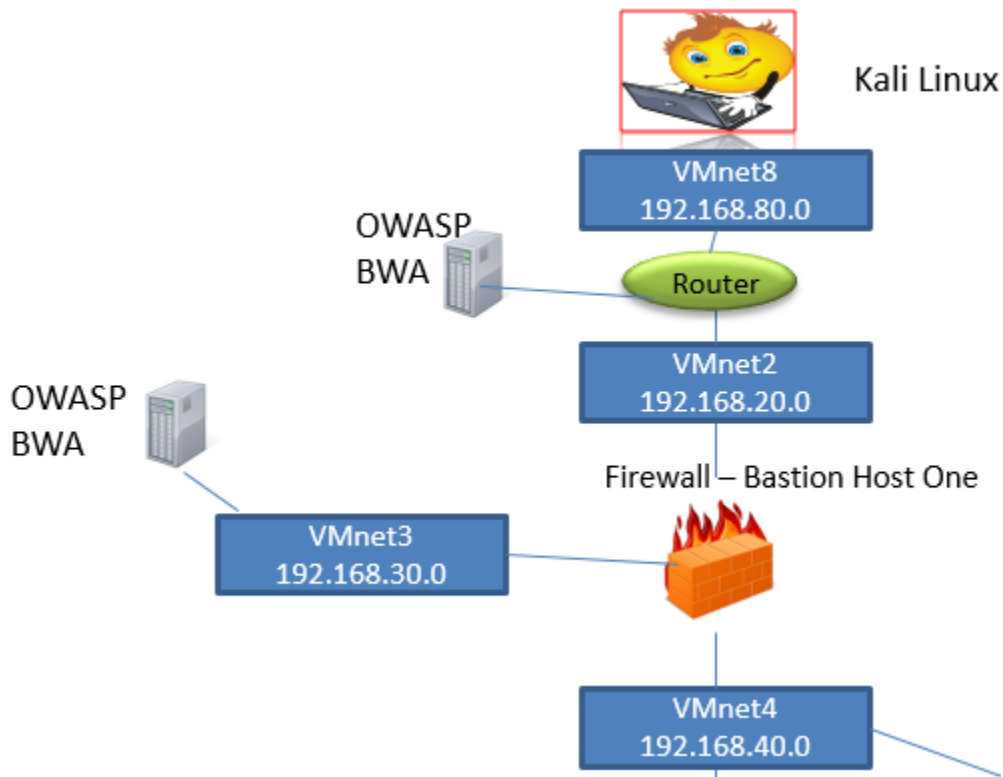 Kali Linux
VMnet8
192.168.80.0
OWASP
BWA
Router
VMnet2
192.168.20.0
OWASP
BWA
Firewall – Bastion Host One
VMnet3
192.168.30.0
VMnet4
192.168.40.0